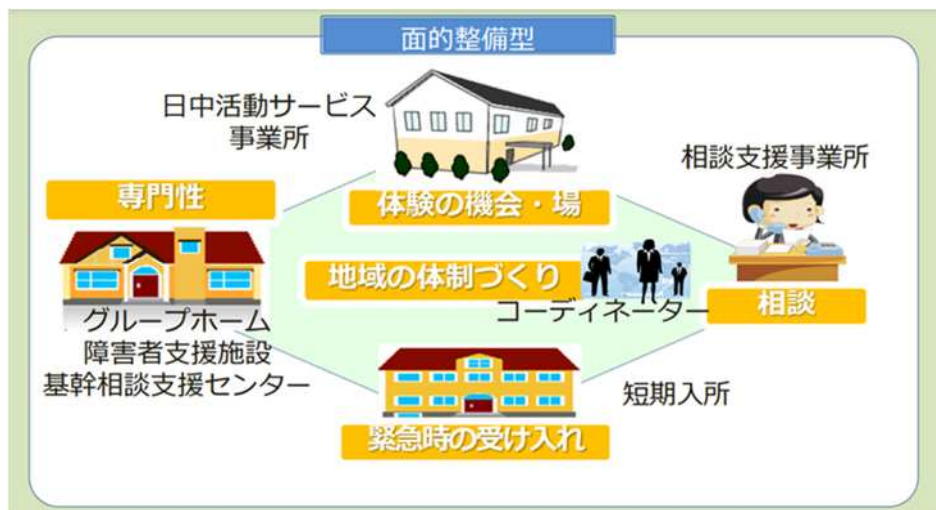 面的整備型
日中活動サービス
事業所
相談支援事業所
専門性
体験の機会・場
地域の体制づくり
コーディネーター
相談
グループホーム
障害者支援施設
基幹相談支援センター
短期入所
緊急時の受け入れ